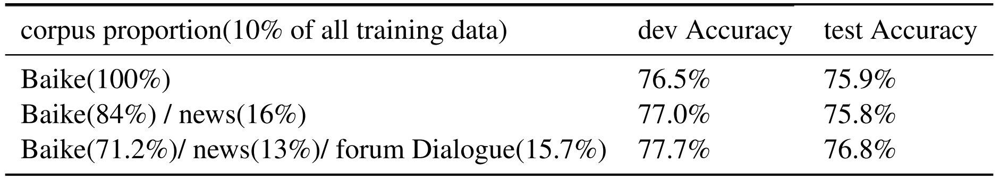 corpus proportion(10% of all training data) dev Accuracy test Accuracy
Baike(100%) 76.5% 75.9%
Baike(84%) / news(16%) 77.0% 75.8%
Baike(71.2%)/ news(13%)/ forum Dialogue(15.7%) 77.7% 76.8%